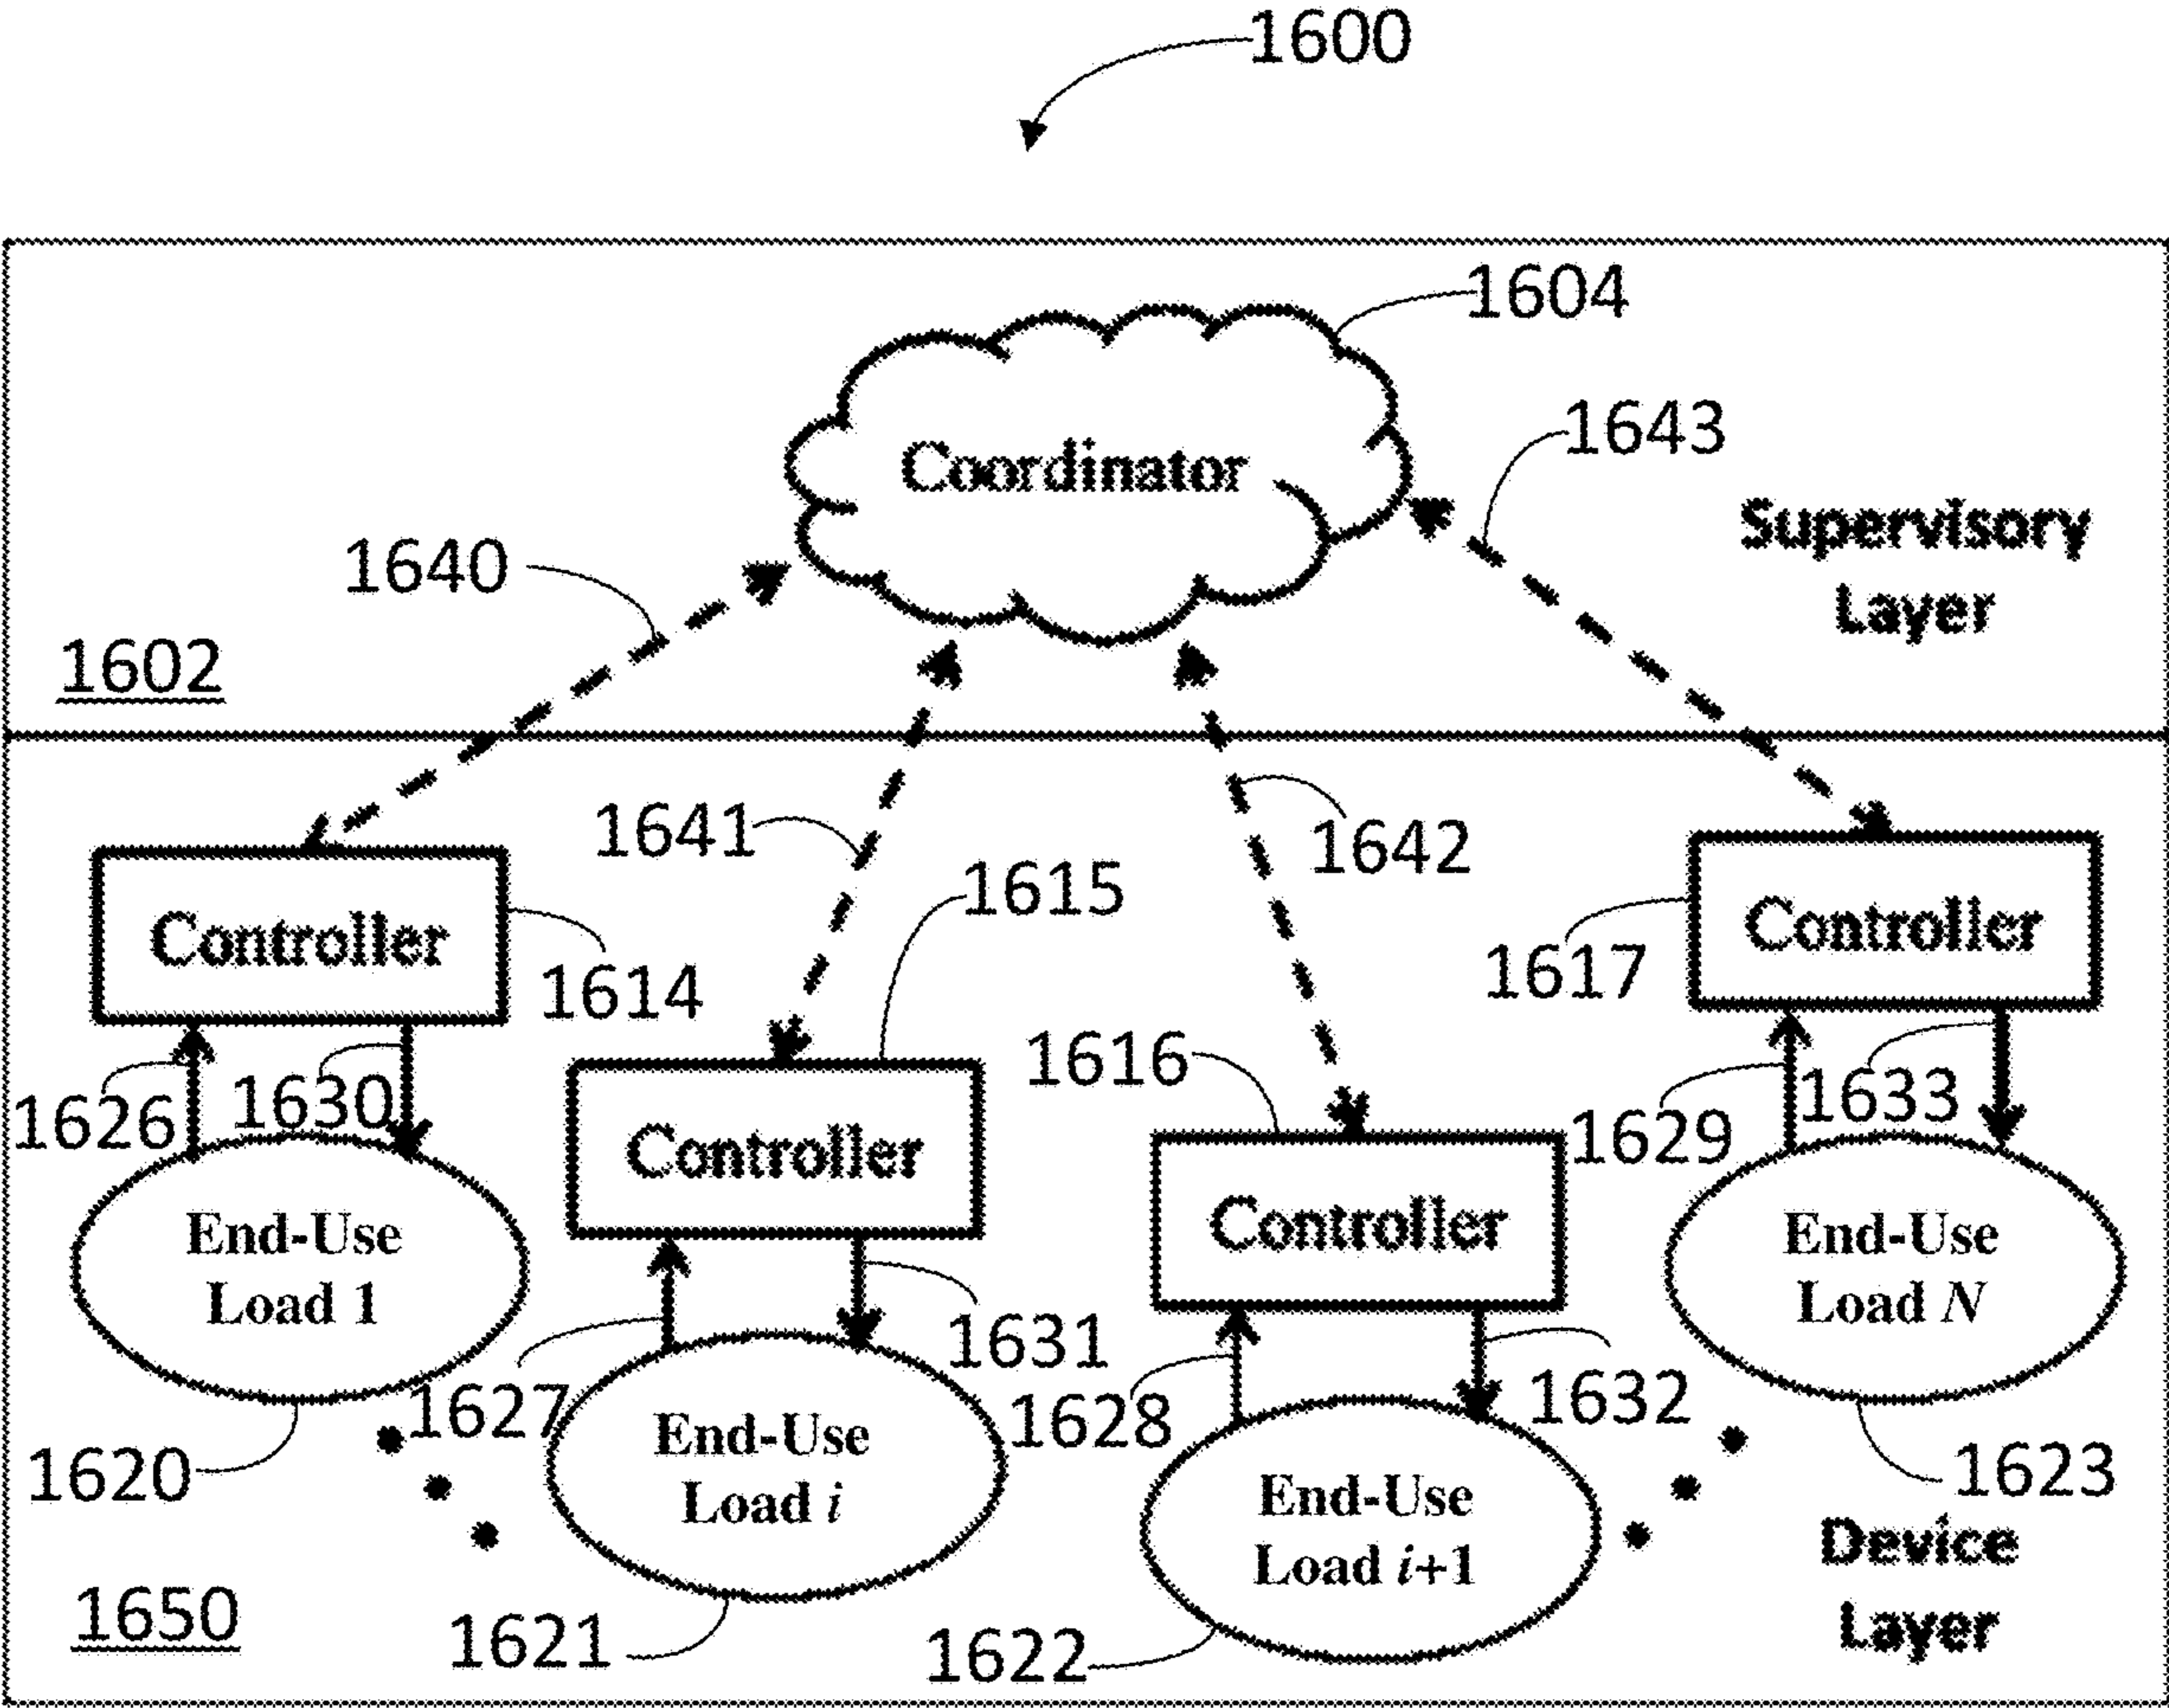 1600
1604
1643
Coordinator
Supervisory
Layer
1640
1602
1641
1642
1615
Controller
1614
1617
Controller
1616
1626
1630
Controller
1629
1633
Controller
End-Use
Load 1
End-Use
Load N
1631
1627
1628
1632
1620
End-Use
Load i
End-Use
Load i+1
1623
Device
Layer
1650
1621
1622